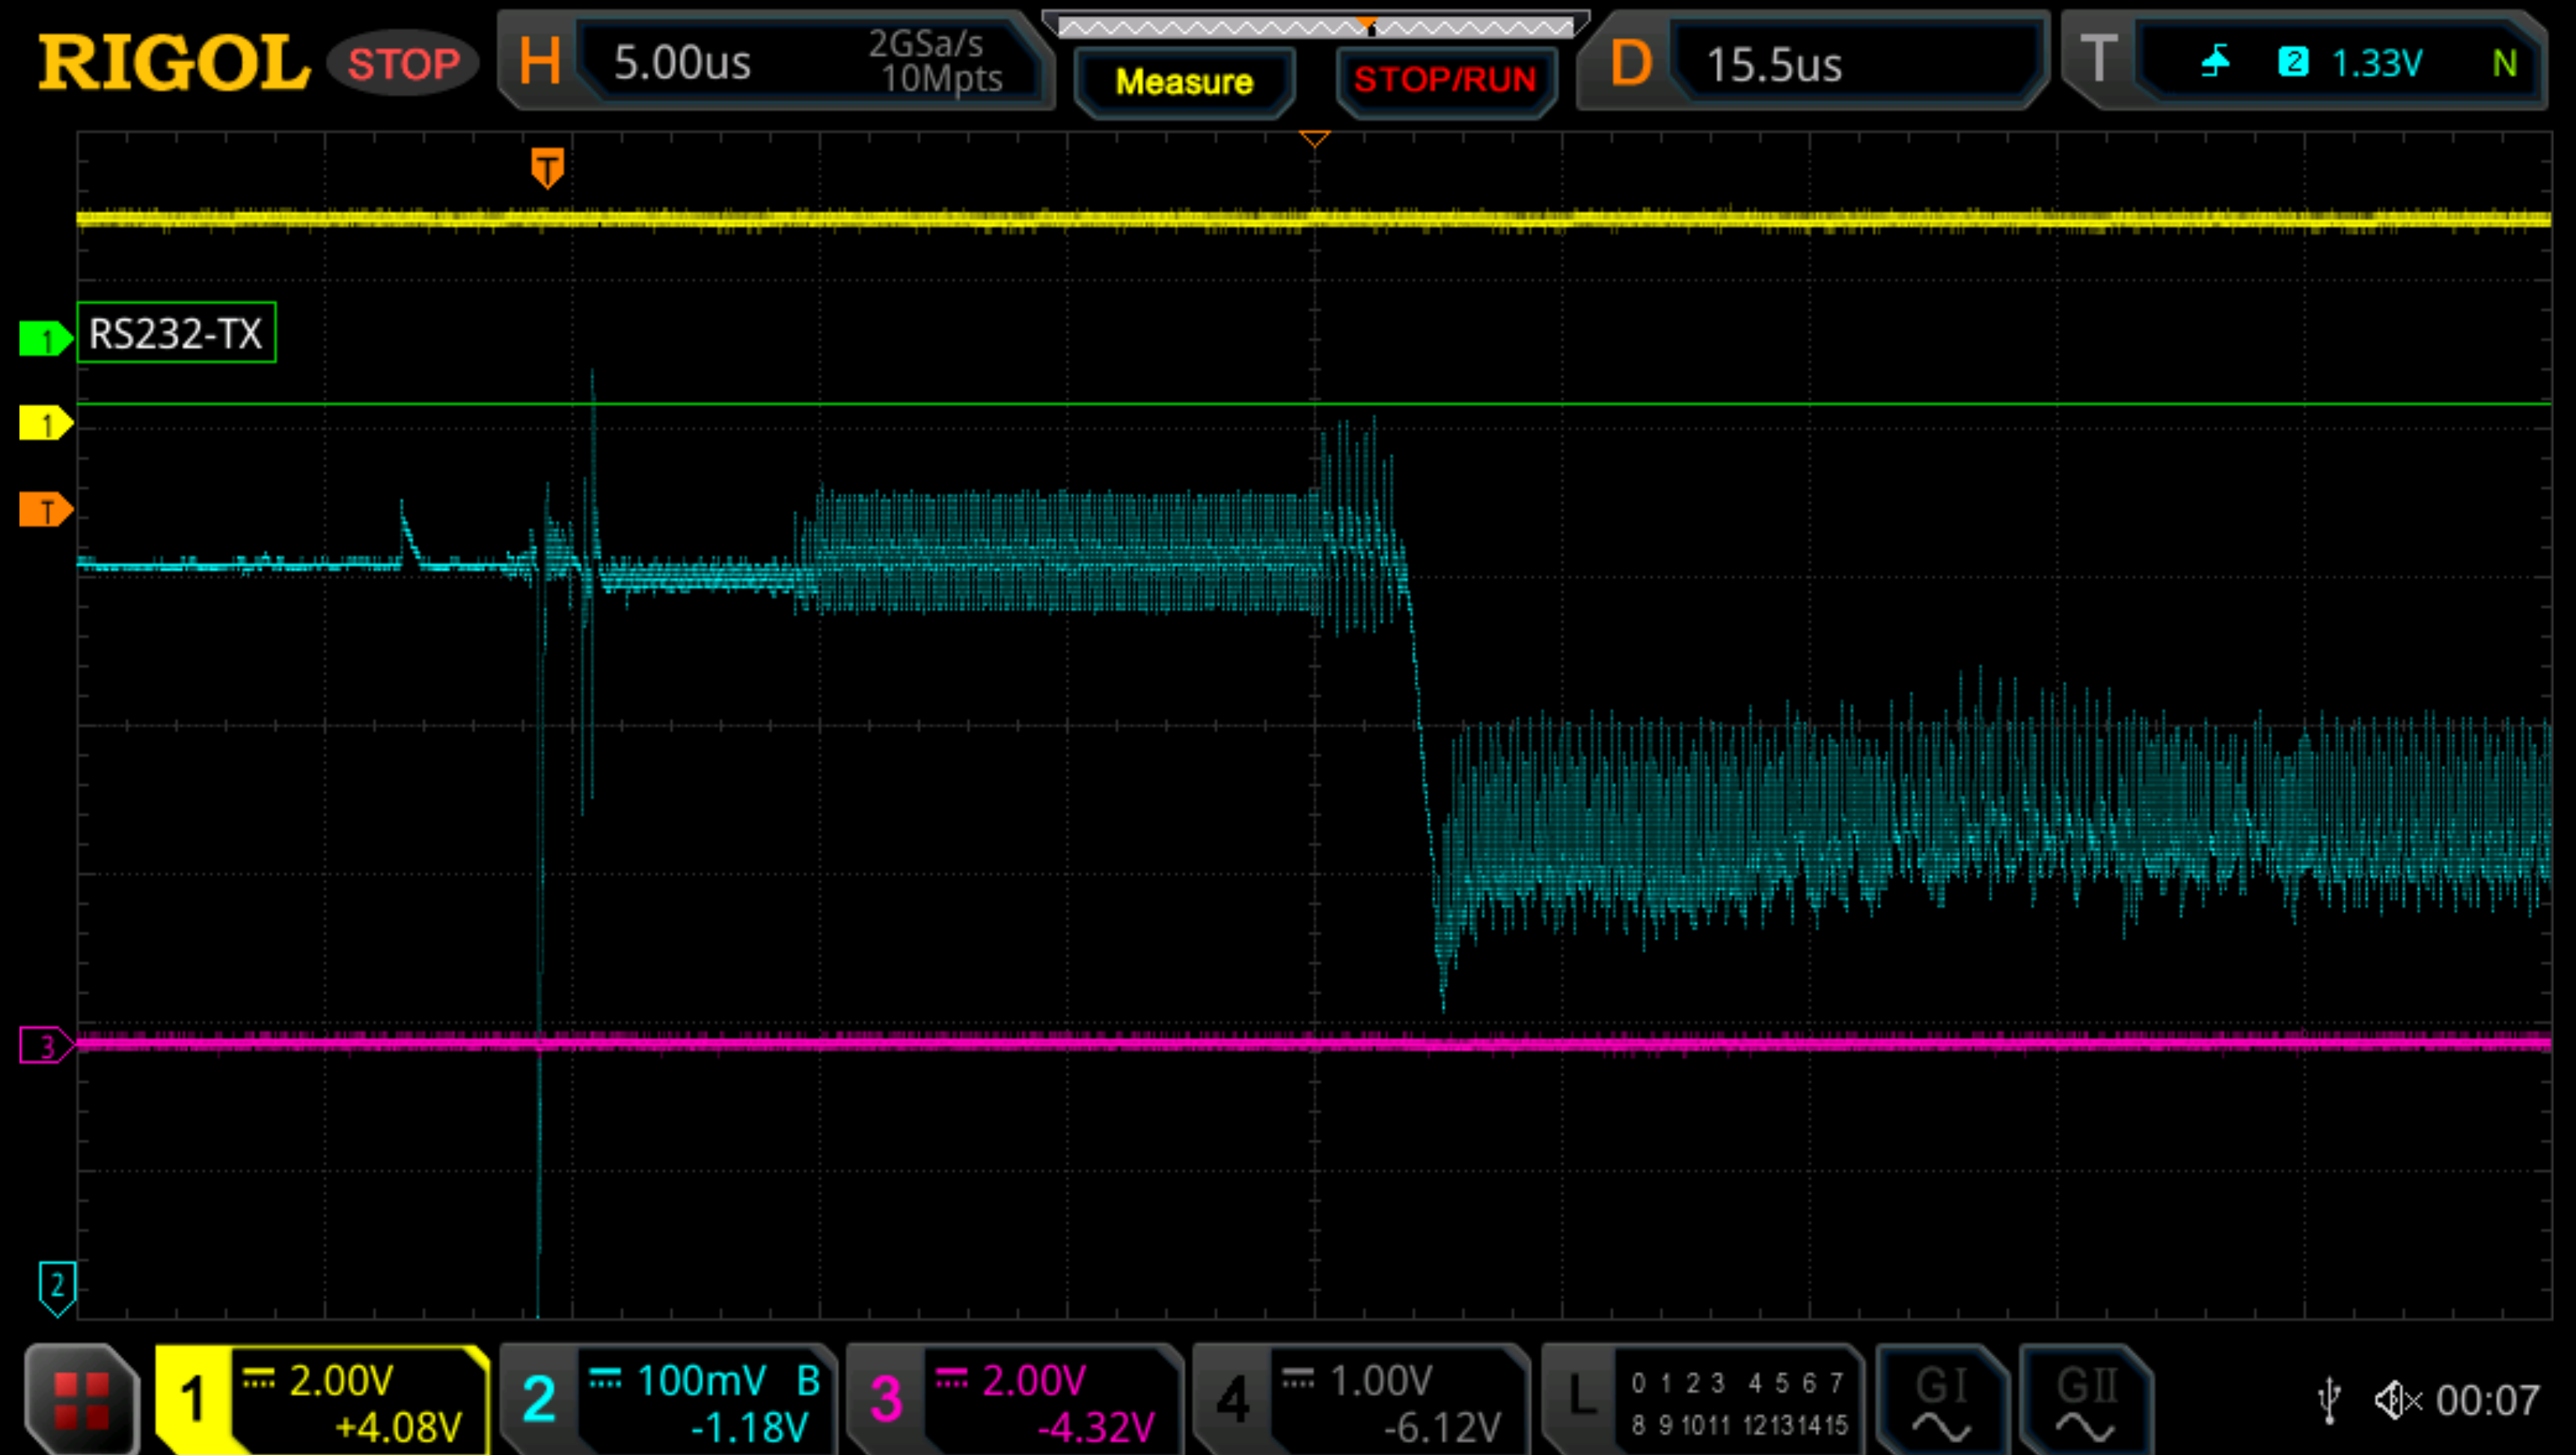 RIGOL STOP H 5.00us 2GSa/s 10Mpts Measure STOP/RUN D 15.5us T 2 1.33V N
T
1 RS232-TX
1
T
3
2
1 2.00V +4.08V
2 100mV B -1.18V
3 2.00V -4.32V
4 1.00V -6.12V
L 0 1 2 3 4 5 6 7
8 9 10 11 12 13 14 15
GI GII 00:07